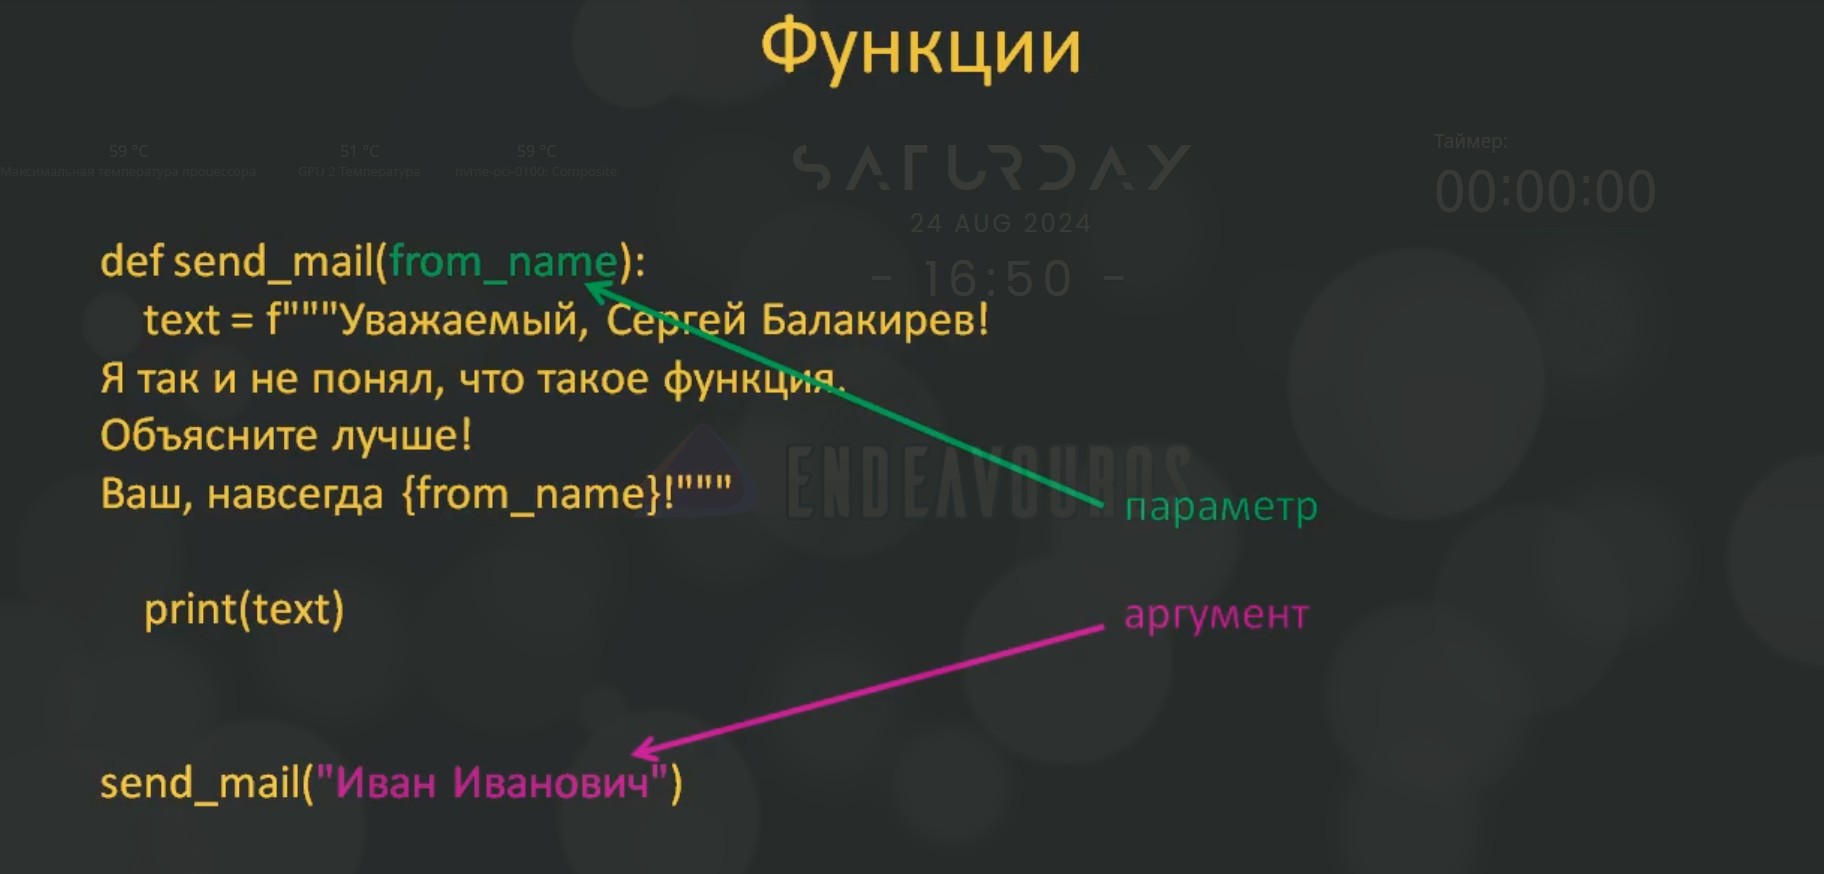 Функции
59 °C
Максимальная температура процессора
51 °C
GPU 2 Температура
59 °C
nvme-pci-0100: Composite
SATURDAY
24 AUG 2024
- 16:50 -
Таймер:
00:00:00
def send_mail(from_name):
text = f"""Уважаемый, Сергей Балакирев!
Я так и не понял, что такое функция.
Объясните лучше!
Ваш, навсегда {from_name}!"""
ENDEAVOUROS
параметр
print(text)
аргумент
send_mail("Иван Иванович")